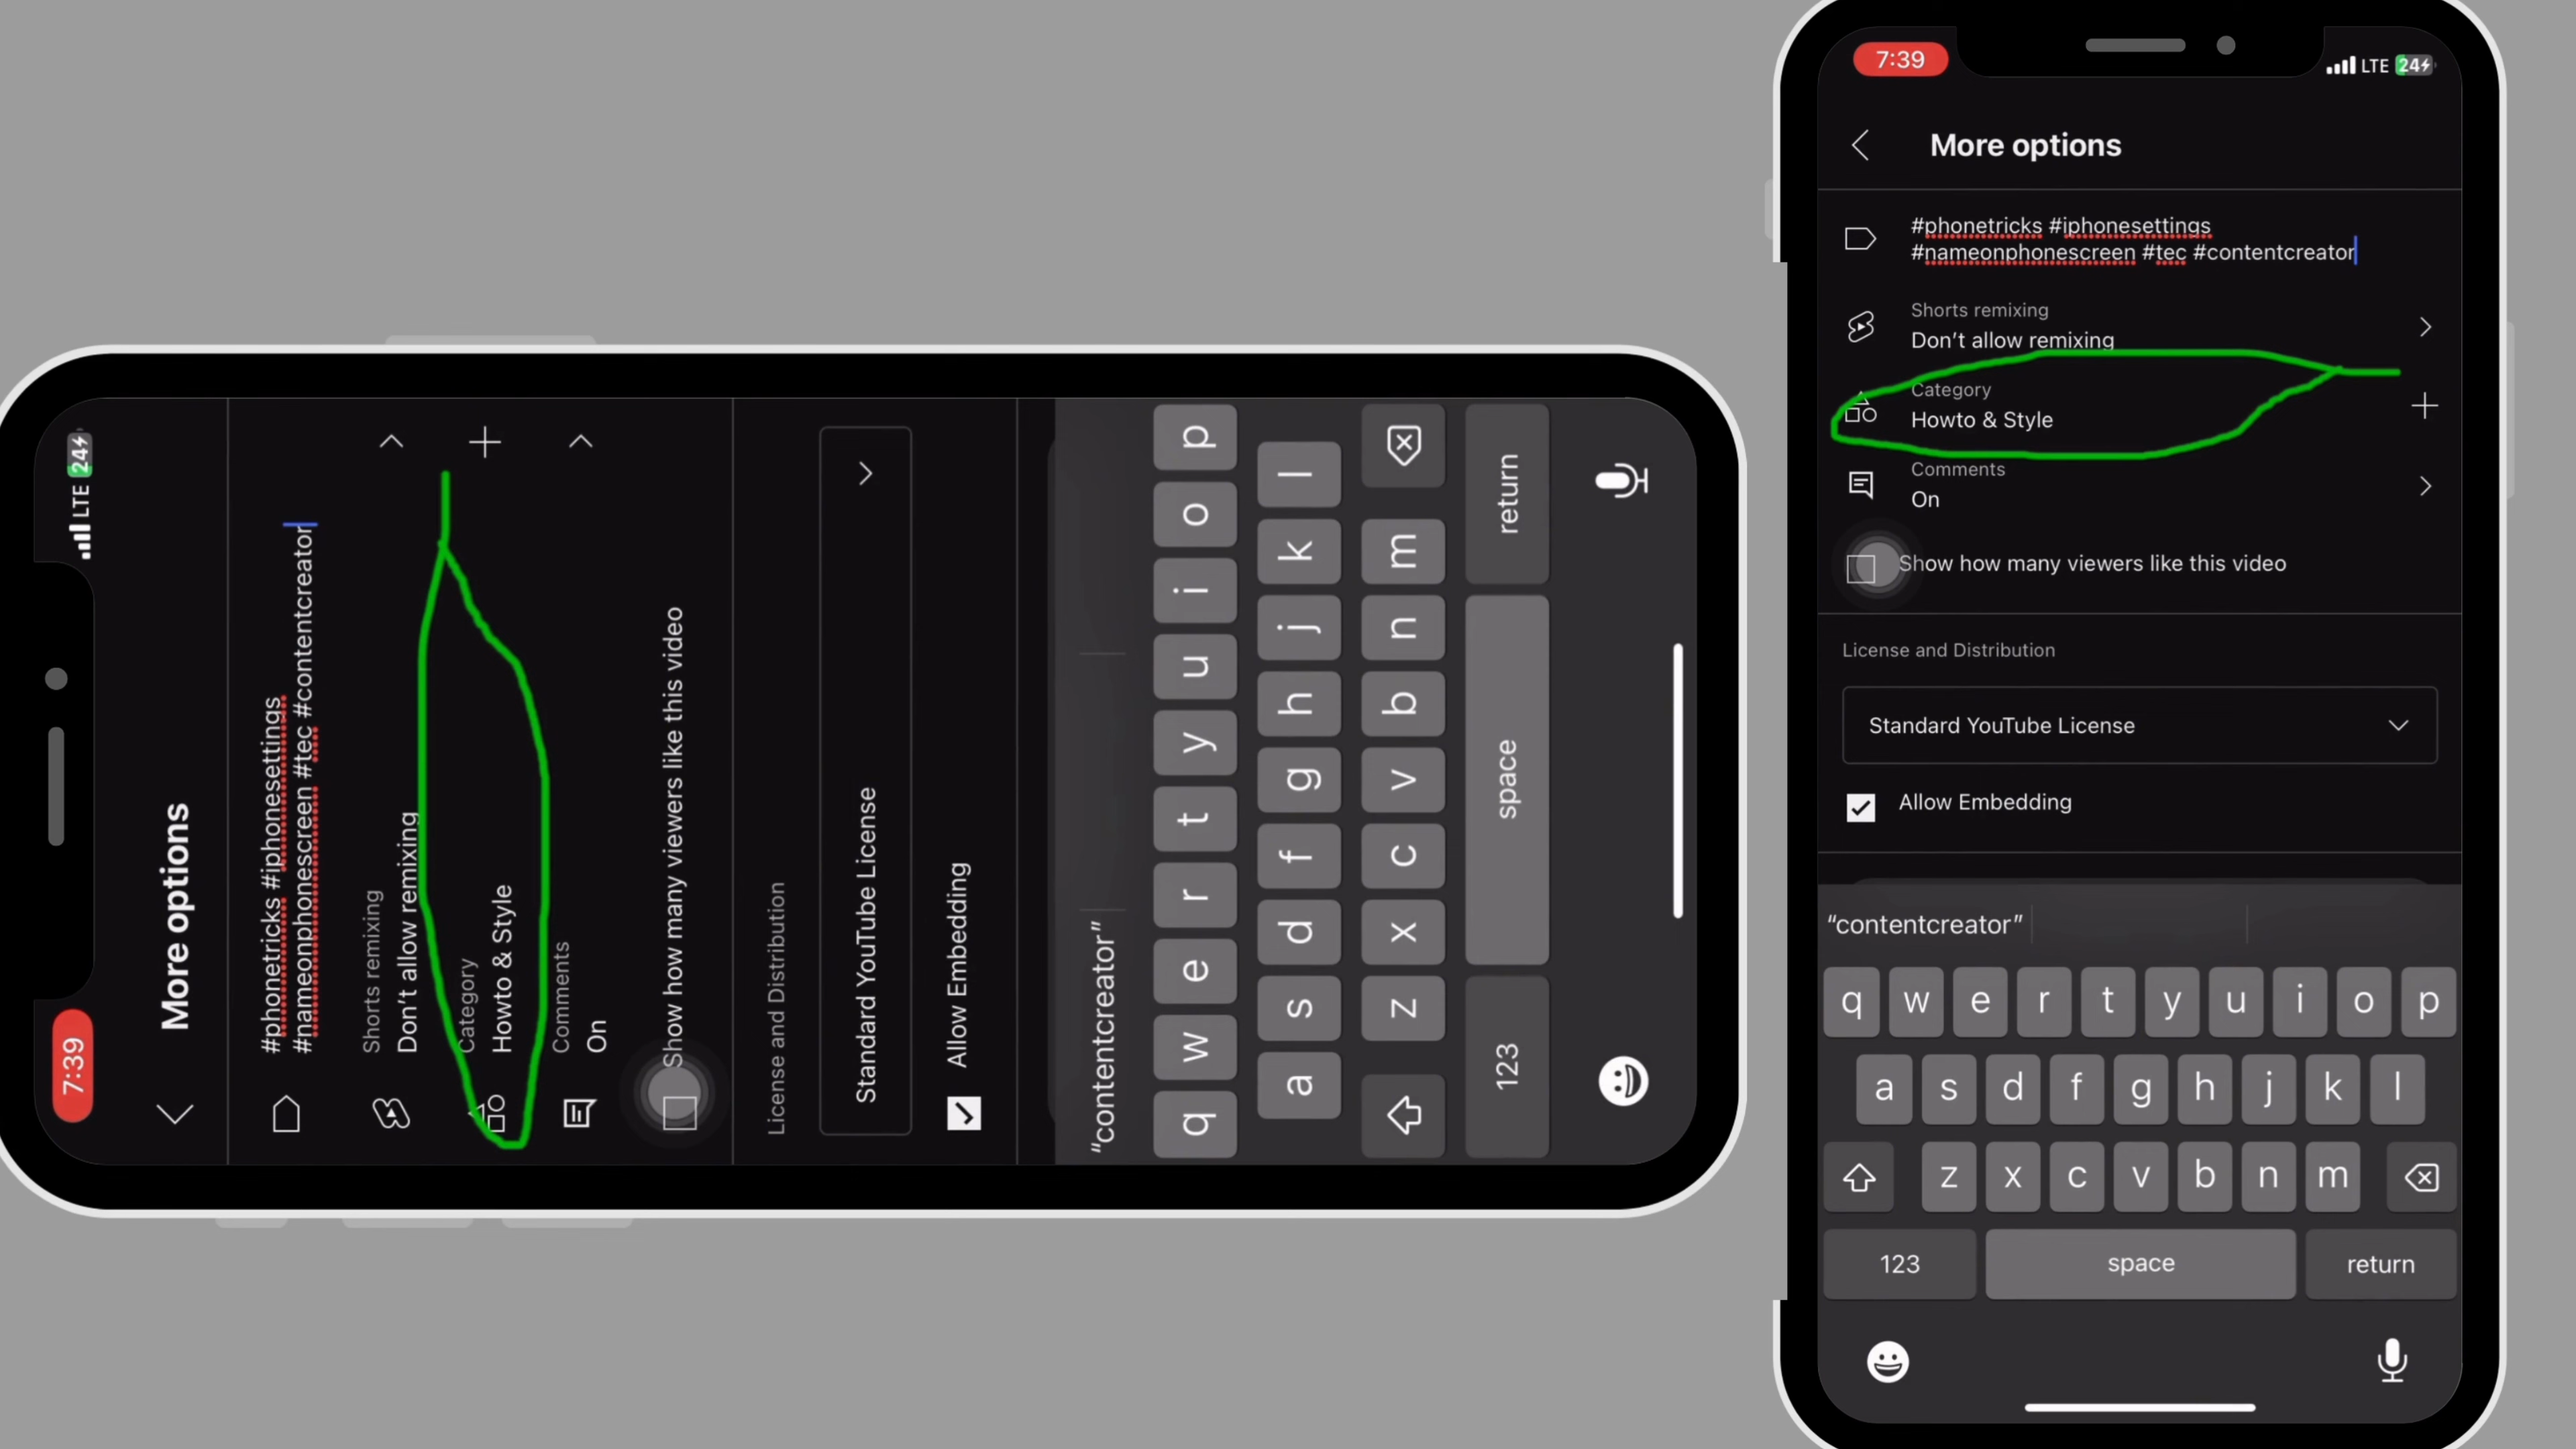 7:39
LTE 24
More options
#phonetricks #iphonesettings
#nameonphonescreen #tec #contentcreator
Shorts remixing
Don't allow remixing
Category
Howto & Style
Comments
On
Show how many viewers like this video
License and Distribution
Standard YouTube License
Allow Embedding
"contentcreator"
q w e r t y u i o p
a s d f g h j k l
z x c v b n m
123 space return
7:39
LTE 24
More options
#phonetricks #iphonesettings
#nameonphonescreen #tec #contentcreator
Shorts remixing
Don't allow remixing
Category
Howto & Style
Comments
On
Show how many viewers like this video
License and Distribution
Standard YouTube License
Allow Embedding
"contentcreator"
q w e r t y u i o p
a s d f g h j k l
z x c v b n m
123 space return